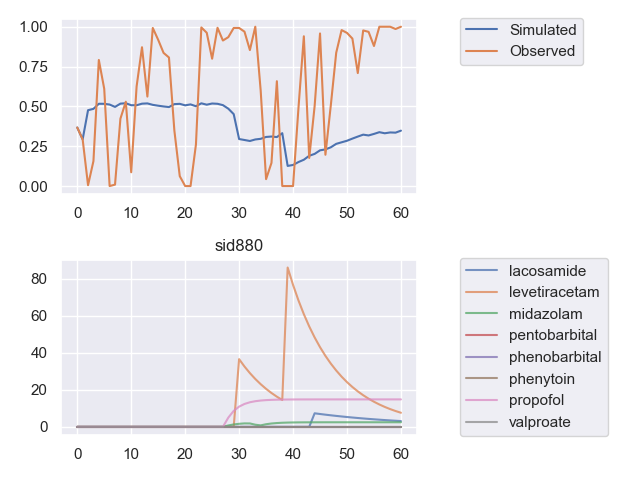 1.00
0.75
0.50
0.25
0.00
0 10 20 30 40 50 60
Simulated
Observed
sid880
80
60
40
20
0
0 10 20 30 40 50 60
lacosamide
levetiracetam
midazolam
pentobarbital
phenobarbital
phenytoin
propofol
valproate